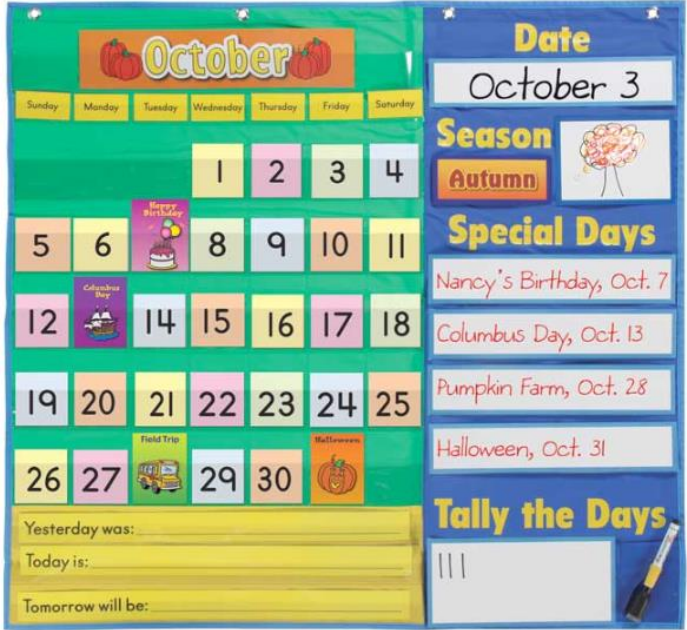 October
Sunday Monday Tuesday Wednesday Thursday Friday Saturday
1 2 3 4
5 6 Happy Birthday 8 9 10 11
12 Columbus Day 14 15 16 17 18
19 20 21 22 23 24 25
26 27 Field Trip 29 30 Halloween
Yesterday was:
Today is:
Tomorrow will be:
Date
October 3
Season
Autumn
Special Days
Nancy's Birthday, Oct. 7
Columbus Day, Oct. 13
Pumpkin Farm, Oct. 28
Halloween, Oct. 31
Tally the Days
|||